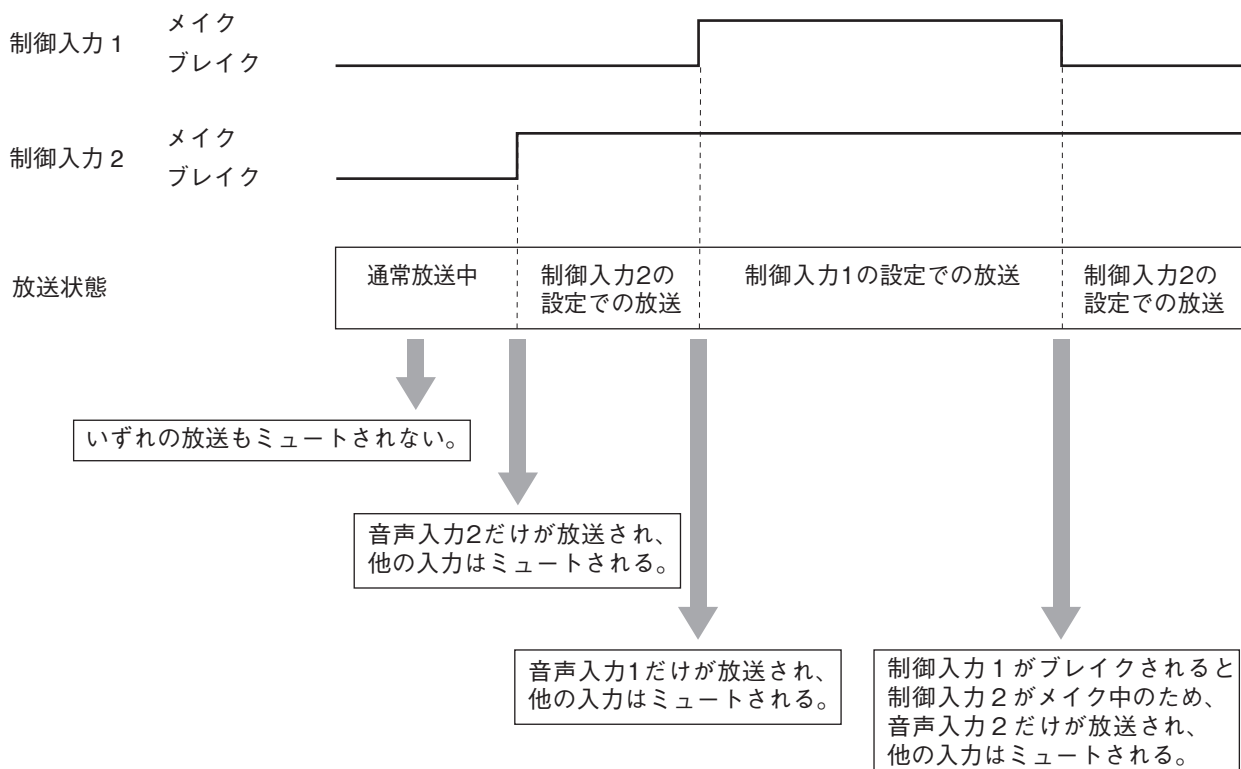 制御入力 1
メイク
ブレイク
制御入力 2
メイク
ブレイク
放送状態
通常放送中
制御入力2の
設定での放送
制御入力1の設定での放送
制御入力2の
設定での放送
いずれの放送もミュートされない。
音声入力2だけが放送され、
他の入力はミュートされる。
音声入力1だけが放送され、
他の入力はミュートされる。
制御入力 1 がブレイクされると
制御入力 2 がメイク中のため、
音声入力 2 だけが放送され、
他の入力はミュートされる。